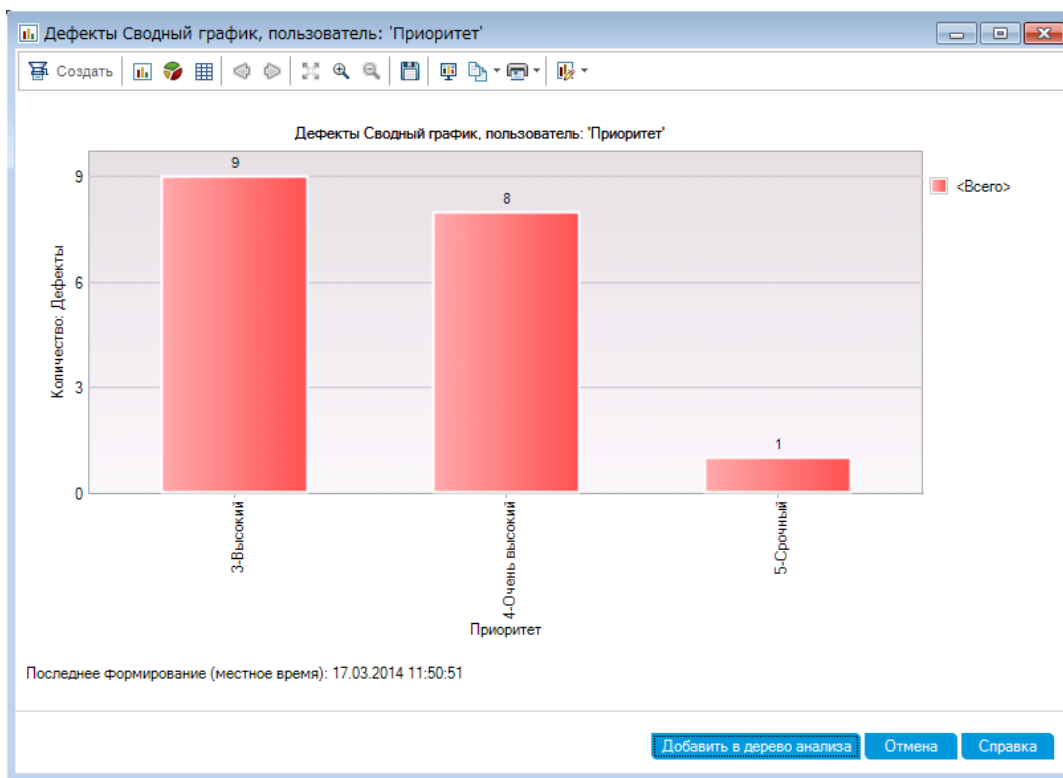 Дефекты Сводный график, пользователь: 'Приоритет'
Создать
Дефекты Сводный график, пользователь: 'Приоритет'
9
8
1
9
6
3
0
Количество: Дефекты
<Всего>
3-Высокий
4-Очень высокий
5-Срочный
Приоритет
Последнее формирование (местное время): 17.03.2014 11:50:51
Добавить в дерево анализа
Отмена
Справка